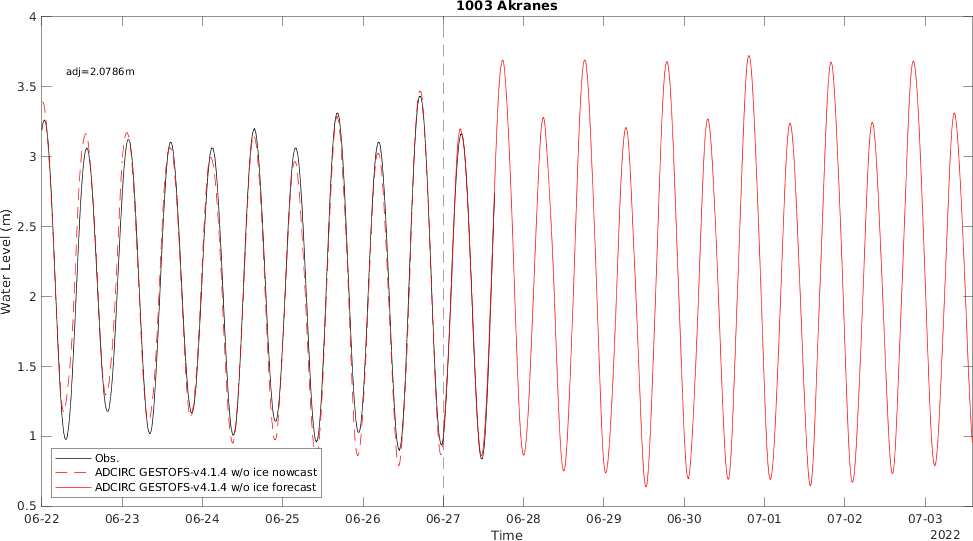 1003 Akranes
4
adj=2.0786m
3.5
3
2.5
2
1.5
1
0.5
Water Level (m)
Obs.
ADCIRC GESTOFS-v4.1.4 w/o ice nowcast
ADCIRC GESTOFS-v4.1.4 w/o ice forecast
06-22 06-23 06-24 06-25 06-26 06-27 06-28 06-29 06-30 07-01 07-02 07-03
Time
2022